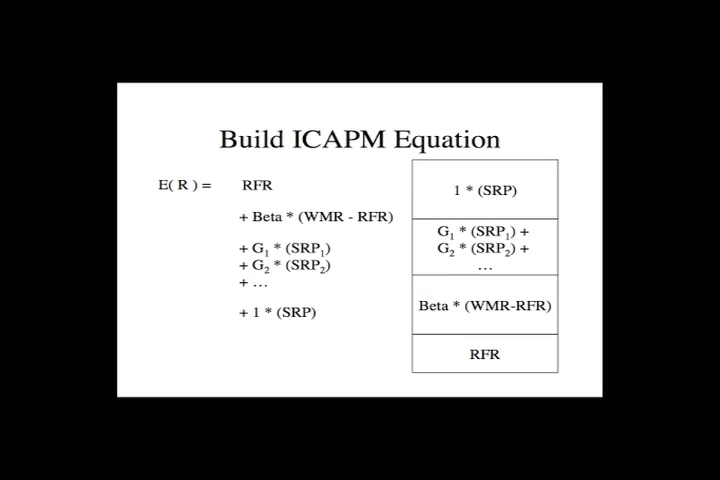 Build ICAPM Equation
E( R ) = RFR
+ Beta * (WMR - RFR)
+ G₁ * (SRP₁)
+ G₂ * (SRP₂)
+ …
+ 1 * (SRP)
1 * (SRP)
G₁ * (SRP₁) +
G₂ * (SRP₂) +
…
Beta * (WMR-RFR)
RFR